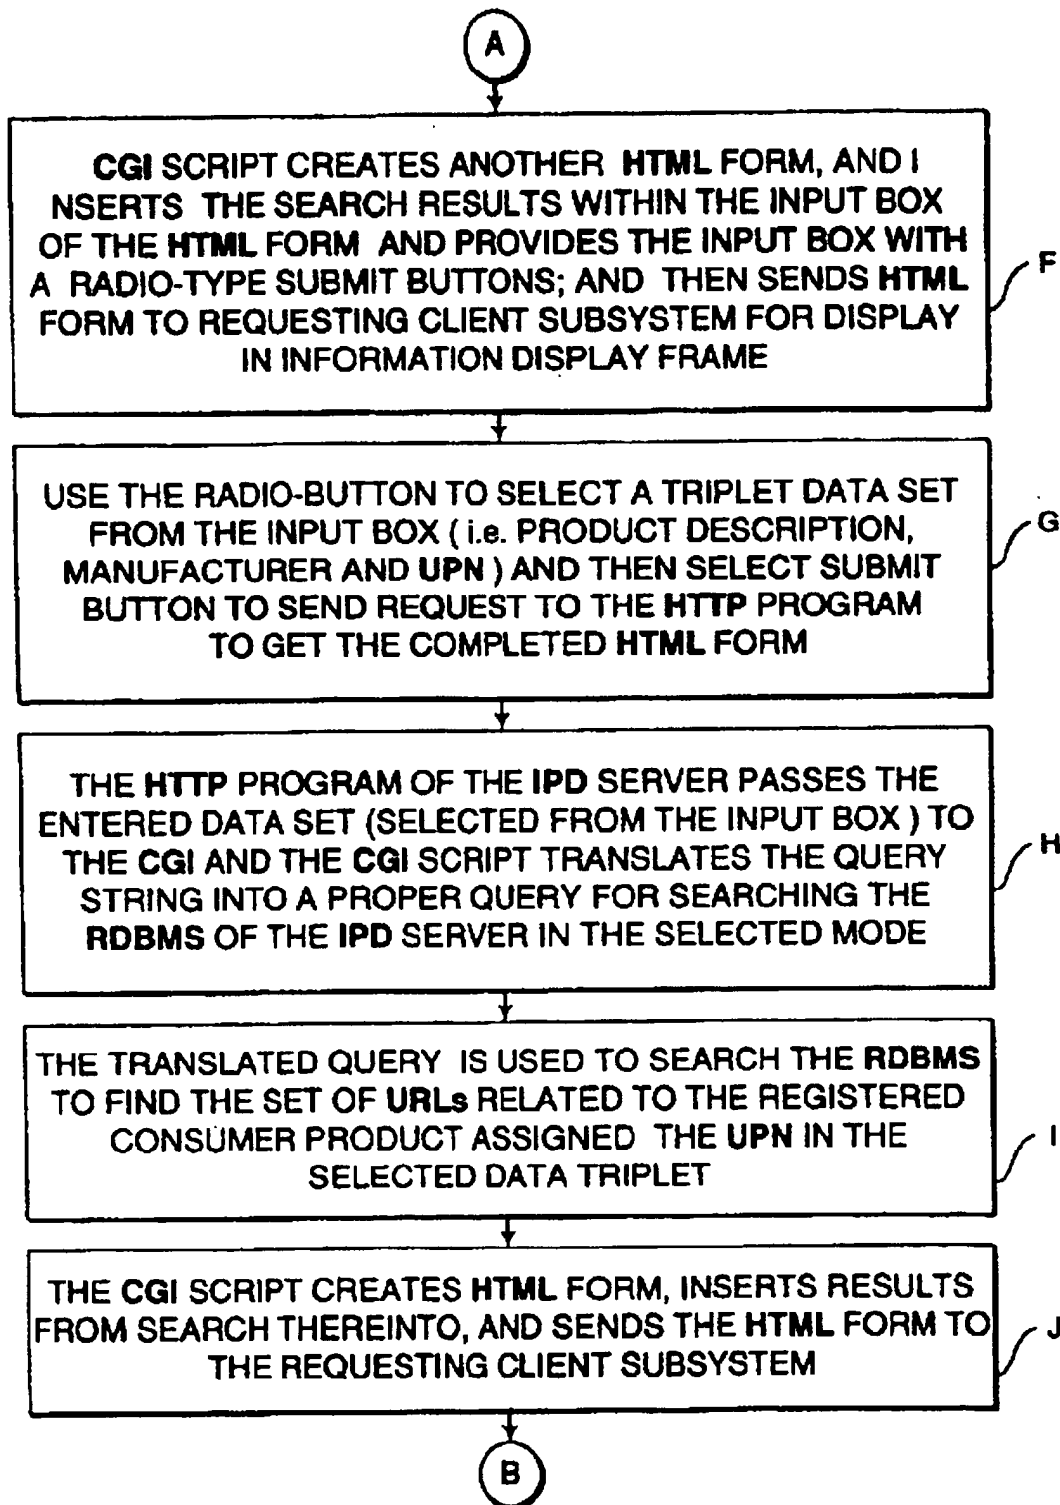 A
CGI SCRIPT CREATES ANOTHER HTML FORM, AND I
NSERTS THE SEARCH RESULTS WITHIN THE INPUT BOX
OF THE HTML FORM AND PROVIDES THE INPUT BOX WITH
A RADIO-TYPE SUBMIT BUTTONS; AND THEN SENDS HTML
FORM TO REQUESTING CLIENT SUBSYSTEM FOR DISPLAY
IN INFORMATION DISPLAY FRAME
F
USE THE RADIO-BUTTON TO SELECT A TRIPLET DATA SET
FROM THE INPUT BOX ( i.e. PRODUCT DESCRIPTION,
MANUFACTURER AND UPN ) AND THEN SELECT SUBMIT
BUTTON TO SEND REQUEST TO THE HTTP PROGRAM
TO GET THE COMPLETED HTML FORM
G
THE HTTP PROGRAM OF THE IPD SERVER PASSES THE
ENTERED DATA SET (SELECTED FROM THE INPUT BOX ) TO
THE CGI AND THE CGI SCRIPT TRANSLATES THE QUERY
STRING INTO A PROPER QUERY FOR SEARCHING THE
RDBMS OF THE IPD SERVER IN THE SELECTED MODE
H
THE TRANSLATED QUERY IS USED TO SEARCH THE RDBMS
TO FIND THE SET OF URLs RELATED TO THE REGISTERED
CONSUMER PRODUCT ASSIGNED THE UPN IN THE
SELECTED DATA TRIPLET
I
THE CGI SCRIPT CREATES HTML FORM, INSERTS RESULTS
FROM SEARCH THEREINTO, AND SENDS THE HTML FORM TO
THE REQUESTING CLIENT SUBSYSTEM
J
B